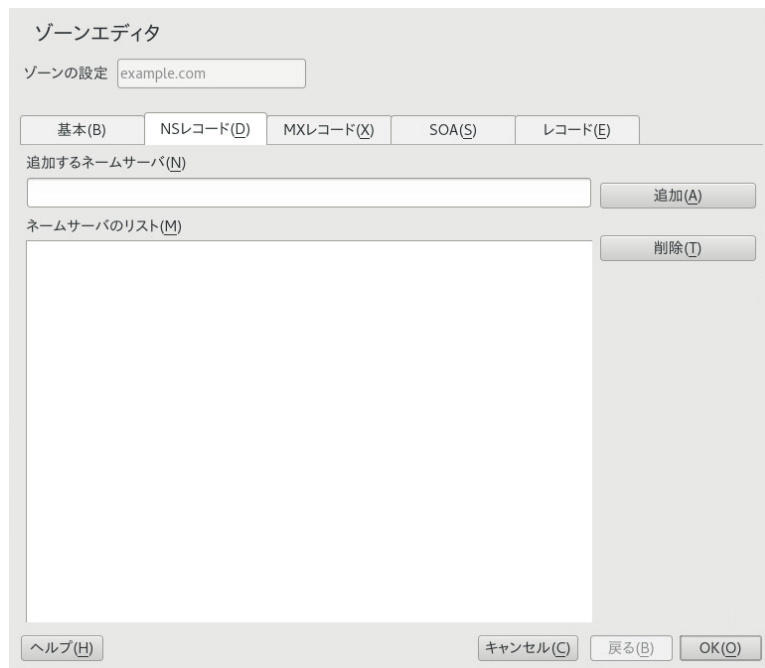 ゾーンエディタ
ゾーンの設定 example.com
基本(B) NSレコード(D) MXレコード(X) SOA(S) レコード(E)
追加するネームサーバ(N)
追加(A)
ネームサーバのリスト(M)
削除(T)
ヘルプ(H) キャンセル(C) 戻る(B) OK(O)